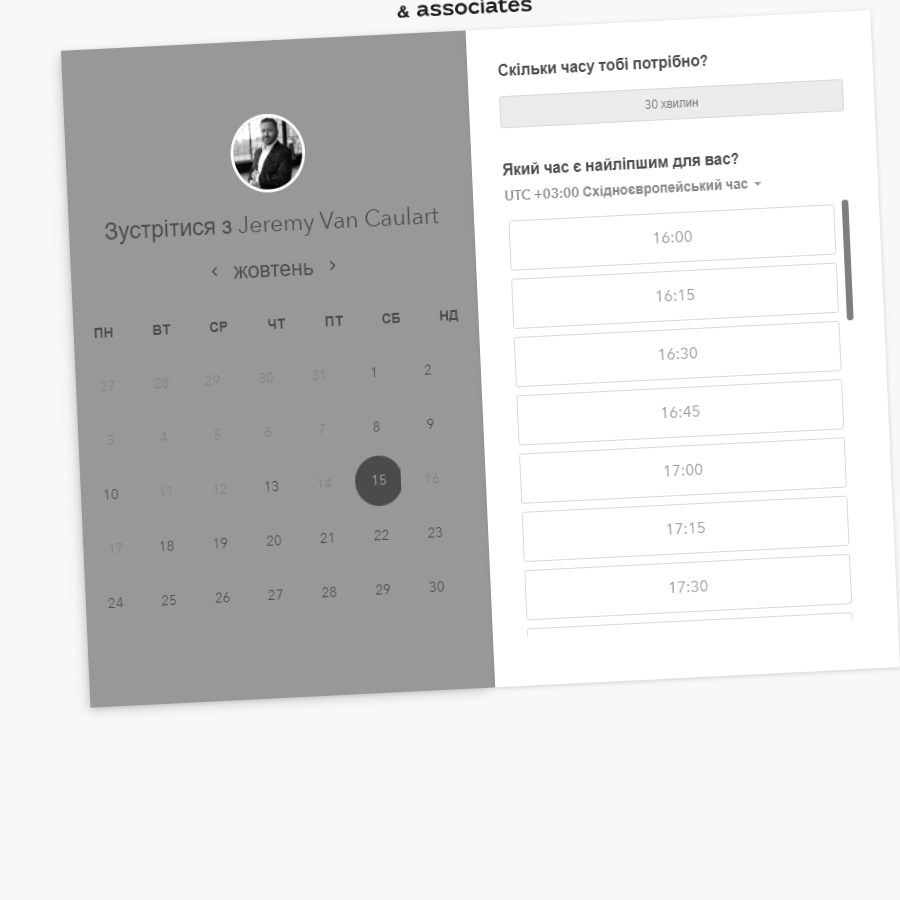 & associates
Зустрітися з Jeremy Van Caulart
‹ жовтень ›
ПН ВТ СР ЧТ ПТ СБ НД
27 28 29 30 31 1 2
3 4 5 6 7 8 9
10 11 12 13 14 15 16
17 18 19 20 21 22 23
24 25 26 27 28 29 30
Скільки часу тобі потрібно?
30 хвилин
Який час є найліпшим для вас?
UTC +03:00 Східноєвропейський час
16:00
16:15
16:30
16:45
17:00
17:15
17:30